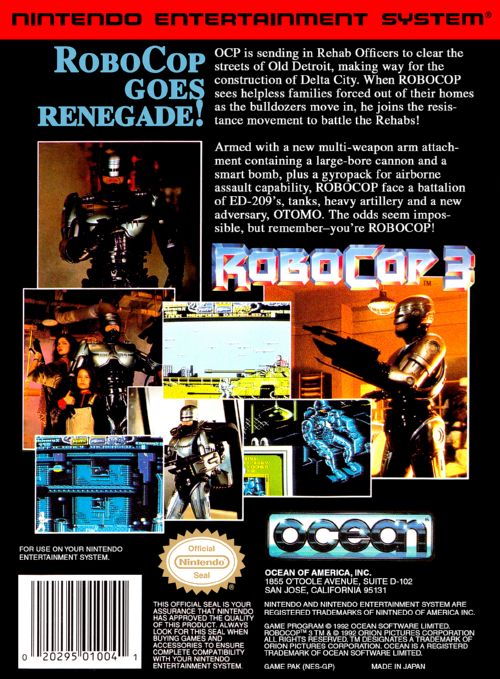 NINTENDO ENTERTAINMENT SYSTEM®
ROBOCOP
GOES
RENEGADE!
OCP is sending in Rehab Officers to clear the
streets of Old Detroit, making way for the
construction of Delta City. When ROBOCOP
sees helpless families forced out of their homes
as the bulldozers move in, he joins the resis-
tance movement to battle the Rehabs!
Armed with a new multi-weapon arm attach-
ment containing a large-bore cannon and a
smart bomb, plus a gyropack for airborne
assault capability, ROBOCOP face a battalion
of ED-209's, tanks, heavy artillery and a new
adversary, OTOMO. The odds seem impos-
sible, but remember–you're ROBOCOP!
ROBOCOP 3
TM
TANK WEAPONS DISABLED
ocean
FOR USE ON YOUR NINTENDO
ENTERTAINMENT SYSTEM.
Official
Nintendo
Seal
OCEAN OF AMERICA, INC.
1855 O'TOOLE AVENUE, SUITE D-102
SAN JOSE, CALIFORNIA 95131
THIS OFFICIAL SEAL IS YOUR
ASSURANCE THAT NINTENDO
HAS APPROVED THE QUALITY
OF THIS PRODUCT. ALWAYS
LOOK FOR THIS SEAL WHEN
BUYING GAMES AND
ACCESSORIES TO ENSURE
COMPLETE COMPATIBILITY
WITH YOUR NINTENDO
ENTERTAINMENT SYSTEM.
NINTENDO AND NINTENDO ENTERTAINMENT SYSTEM ARE
REGISTERED TRADEMARKS OF NINTNEDO OF AMERICA INC.
GAME PROGRAM © 1992 OCEAN SOFTWARE LIMITED.
ROBOCOP™ 3 TM & © 1992 ORION PICTURES CORPORATION
ALL RIGHTS RESERVED. TM DESIGNATES A TRADEMARK OF
ORION PICTURES CORPORATION. OCEAN IS A REGISTERD
TRADEMARK OF OCEAN SOFTWARE LIMITED.
GAME PAK (NES-GP) MADE IN JAPAN
0 20295 01004 1